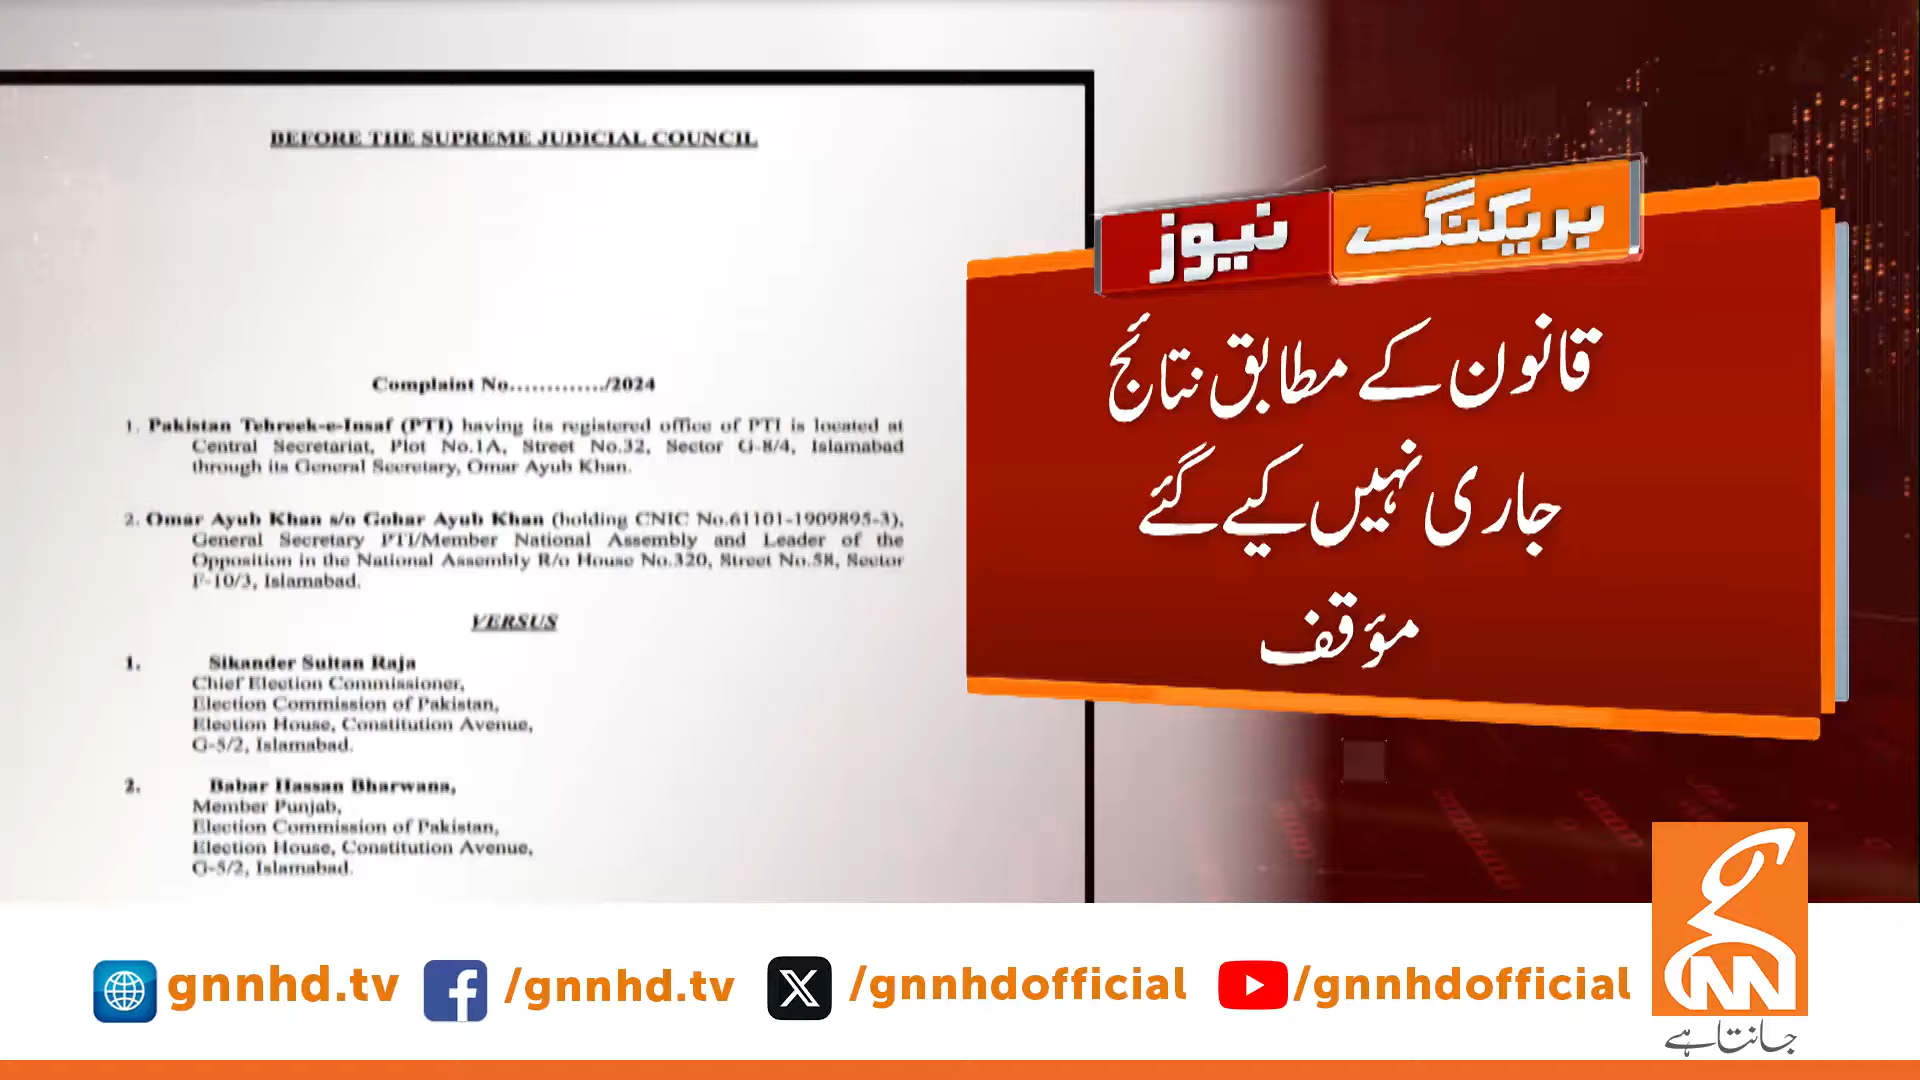 BEFORE THE SUPREME JUDICIAL COUNCIL
Complaint No............./2024
1. Pakistan Tehreek-e-Insaf (PTI) having its registered office of PTI is located at
Central Secretariat, Plot No.1A, Street No.32, Sector G-8/4, Islamabad
through its General Secretary, Omar Ayub Khan.
2. Omar Ayub Khan s/o Gohar Ayub Khan (holding CNIC No.61101-1909895-3),
General Secretary PTI/Member National Assembly and Leader of the
Opposition in the National Assembly R/o House No.320, Street No.58, Sector
F-10/3, Islamabad.
VERSUS
1. Sikander Sultan Raja
Chief Election Commissioner,
Election Commission of Pakistan,
Election House, Constitution Avenue,
G-5/2, Islamabad.
2. Babar Hassan Bharwana,
Member Punjab,
Election Commission of Pakistan,
Election House, Constitution Avenue,
G-5/2, Islamabad.
بریکنگ نیوز
قانون کے مطابق نتائج
جاری نہیں کیے گئے
مؤقف
gnnhd.tv /gnnhd.tv /gnnhdofficial /gnnhdofficial
GNN
جانتا ہے